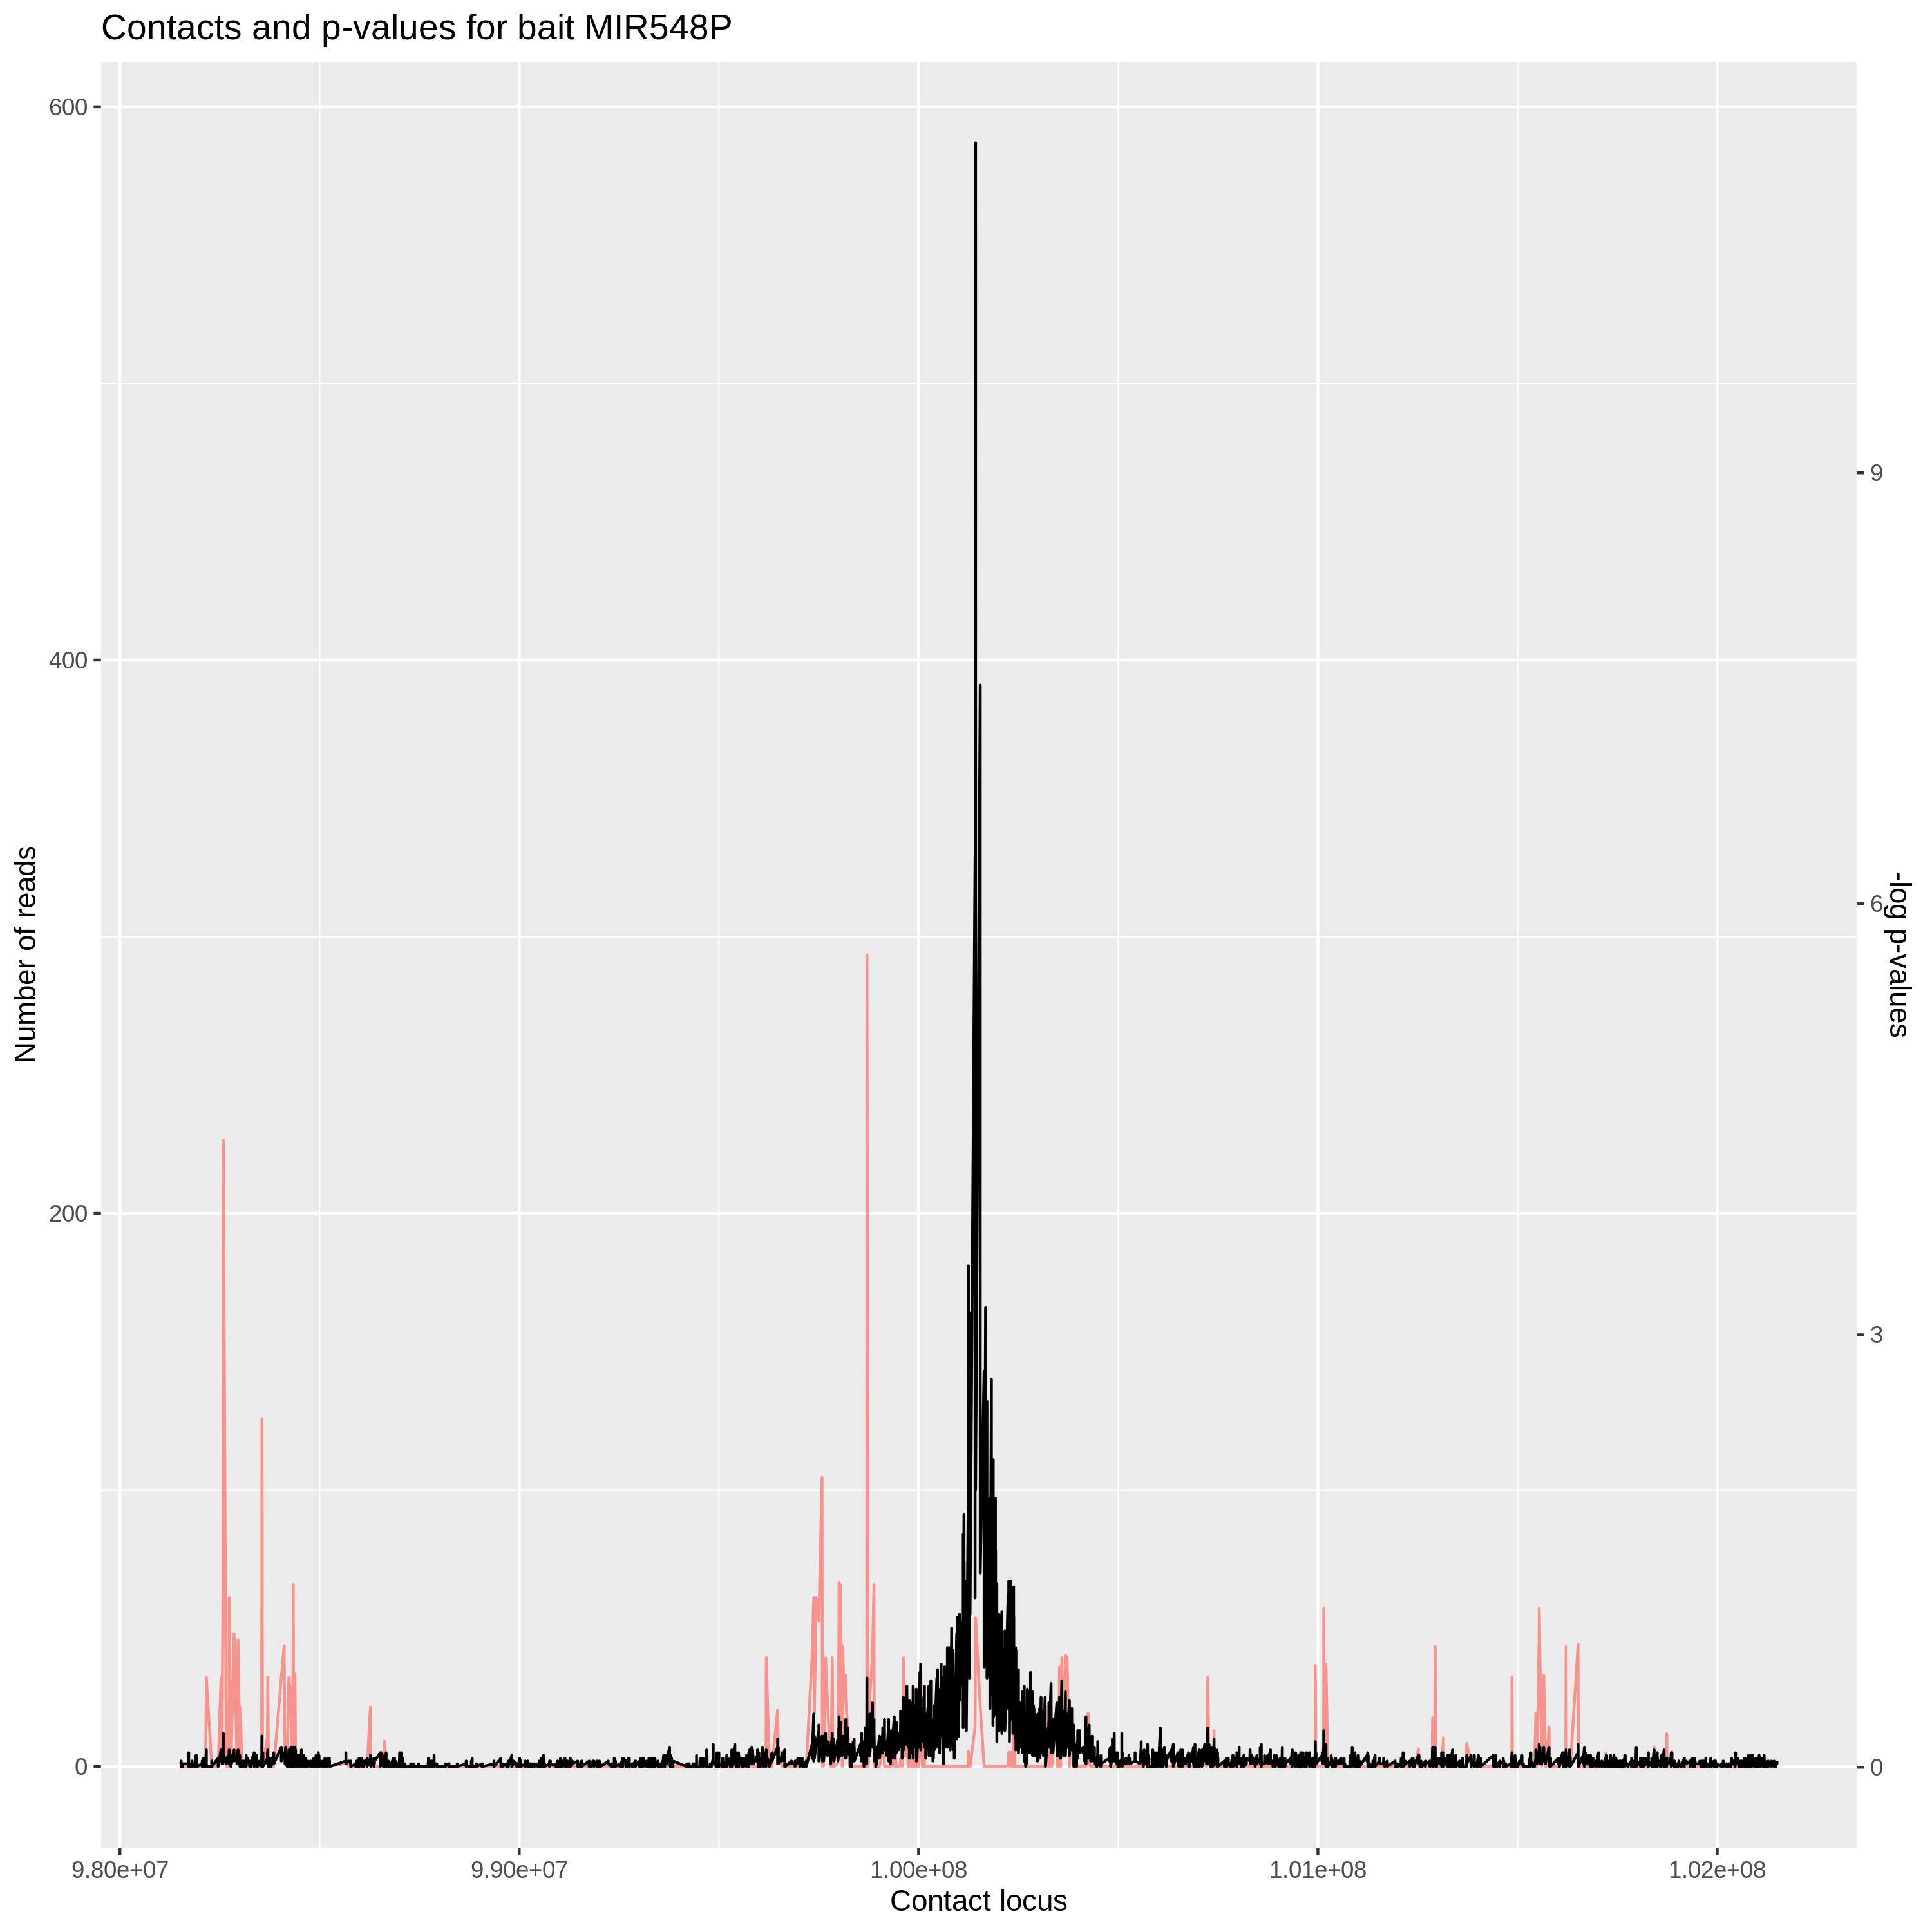 Contacts and p-values for bait MIR548P
600
400
200
0
Number of reads
9
6
3
0
-log p-values
9.80e+07
9.90e+07
1.00e+08
1.01e+08
1.02e+08
Contact locus